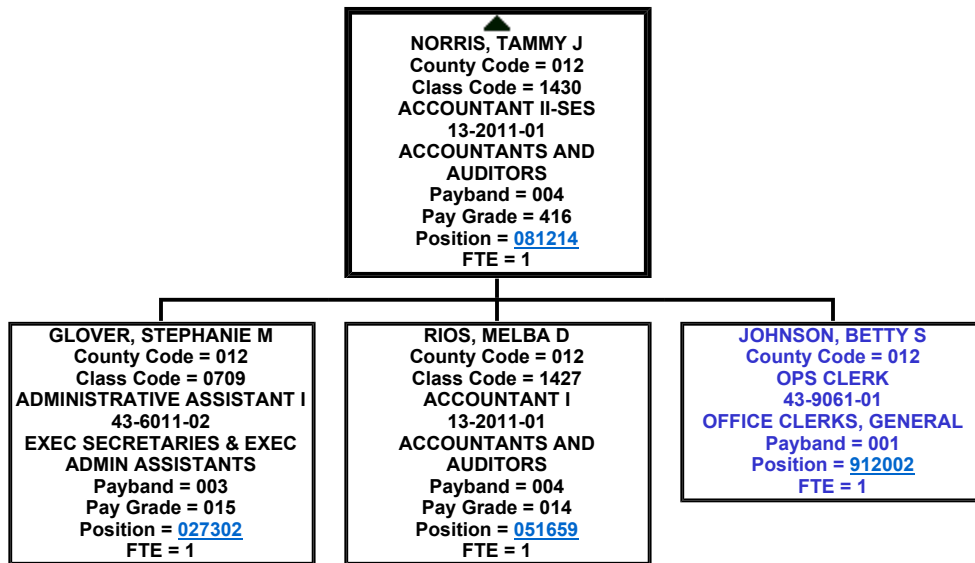 NORRIS, TAMMY J
County Code = 012
Class Code = 1430
ACCOUNTANT II-SES
13-2011-01
ACCOUNTANTS AND
AUDITORS
Payband = 004
Pay Grade = 416
Position = 081214
FTE = 1
GLOVER, STEPHANIE M
County Code = 012
Class Code = 0709
ADMINISTRATIVE ASSISTANT I
43-6011-02
EXEC SECRETARIES & EXEC
ADMIN ASSISTANTS
Payband = 003
Pay Grade = 015
Position = 027302
FTE = 1
RIOS, MELBA D
County Code = 012
Class Code = 1427
ACCOUNTANT I
13-2011-01
ACCOUNTANTS AND
AUDITORS
Payband = 004
Pay Grade = 014
Position = 051659
FTE = 1
JOHNSON, BETTY S
County Code = 012
OPS CLERK
43-9061-01
OFFICE CLERKS, GENERAL
Payband = 001
Position = 912002
FTE = 1